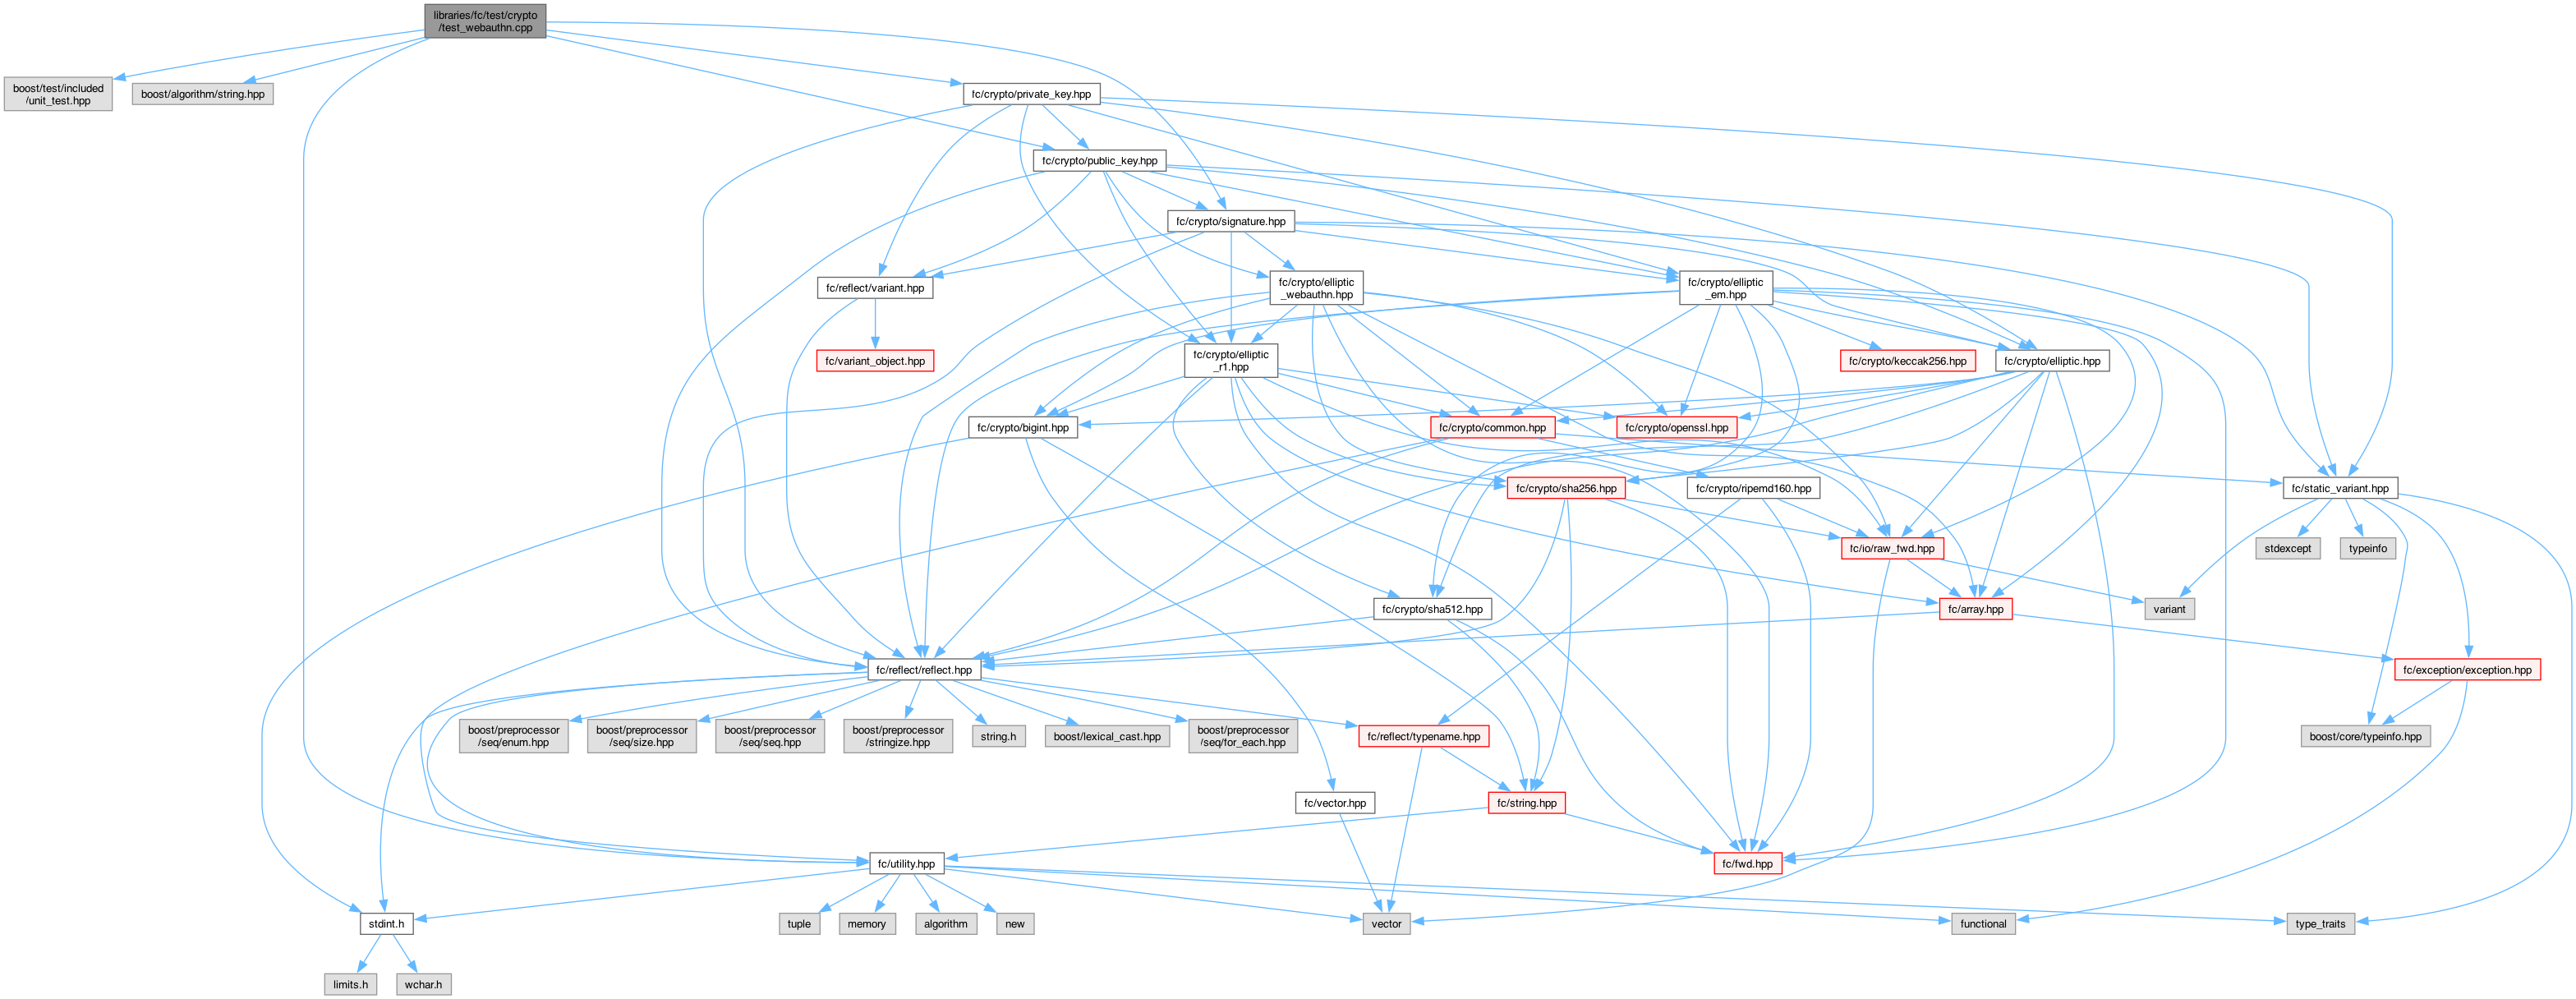 libraries/fc/test/crypto
/test_webauthn.cpp
boost/test/included
/unit_test.hpp
boost/algorithm/string.hpp
fc/crypto/private_key.hpp
fc/crypto/public_key.hpp
fc/crypto/signature.hpp
fc/reflect/variant.hpp
fc/crypto/elliptic
_webauthn.hpp
fc/crypto/elliptic
_em.hpp
fc/variant_object.hpp
fc/crypto/elliptic
_r1.hpp
fc/crypto/keccak256.hpp
fc/crypto/elliptic.hpp
fc/crypto/bigint.hpp
fc/crypto/common.hpp
fc/crypto/openssl.hpp
fc/crypto/sha256.hpp
fc/crypto/ripemd160.hpp
fc/static_variant.hpp
fc/io/raw_fwd.hpp
stdexcept
typeinfo
fc/crypto/sha512.hpp
fc/array.hpp
variant
fc/reflect/reflect.hpp
fc/exception/exception.hpp
boost/preprocessor
/seq/enum.hpp
boost/preprocessor
/seq/size.hpp
boost/preprocessor
/seq/seq.hpp
boost/preprocessor
/stringize.hpp
string.h
boost/lexical_cast.hpp
boost/preprocessor
/seq/for_each.hpp
fc/reflect/typename.hpp
boost/core/typeinfo.hpp
fc/vector.hpp
fc/string.hpp
fc/utility.hpp
fc/fwd.hpp
stdint.h
tuple
memory
algorithm
new
vector
functional
type_traits
limits.h
wchar.h